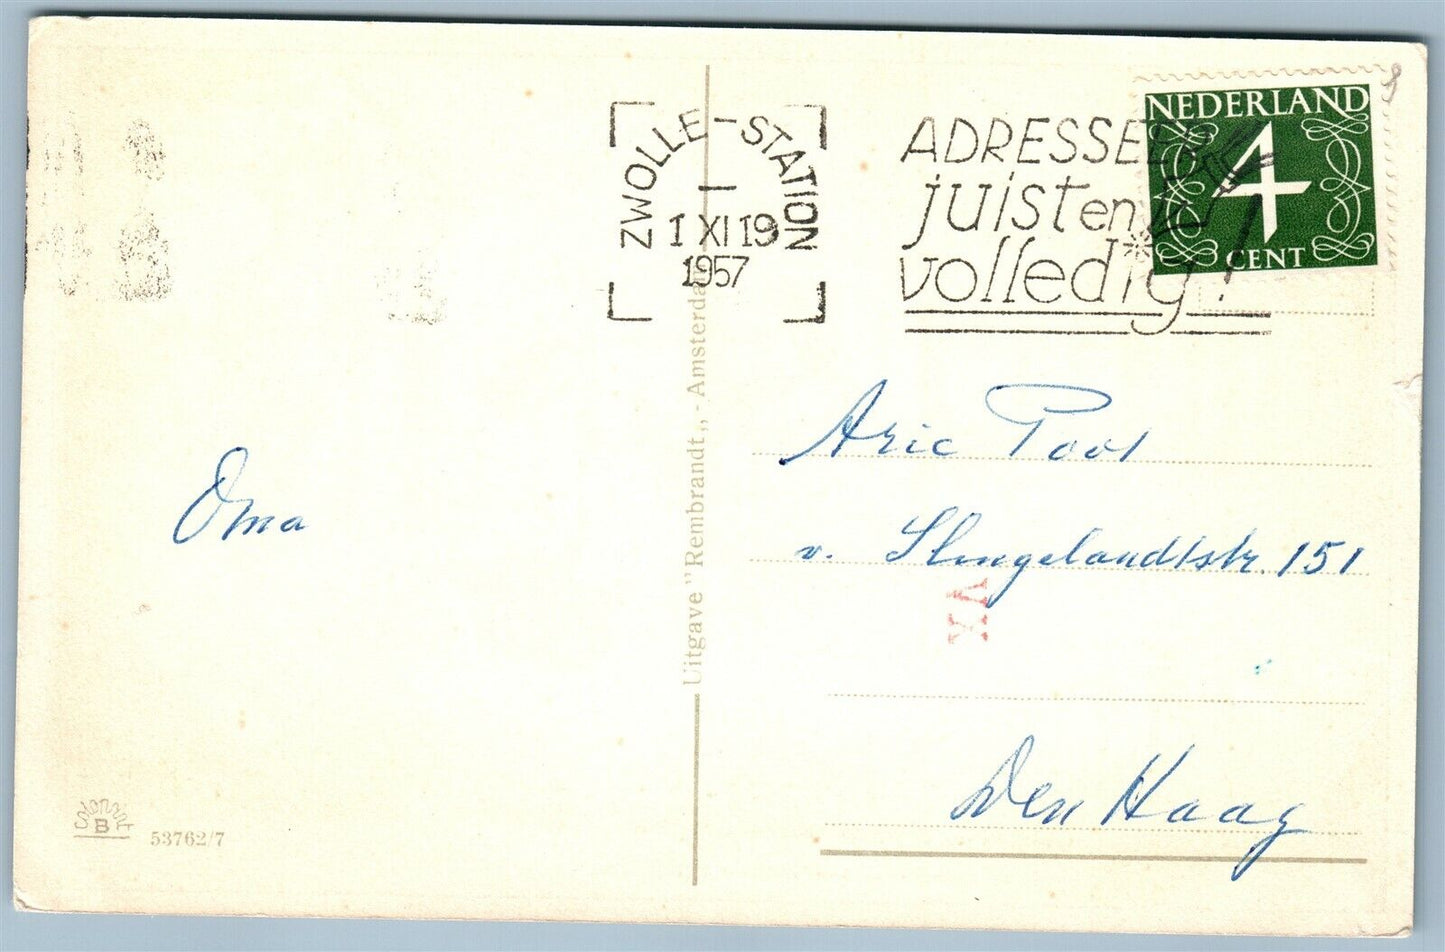 ZWOLLE-STATION
1 XI 19
1957
ADRESSEER
juist en
volledig!
NEDERLAND
4
CENT
Oma
Uitgave "Rembrandt„ - Amsterdam
Arie Pool
v. Slingelandtstr. 151
Den Haag
B
53762/7